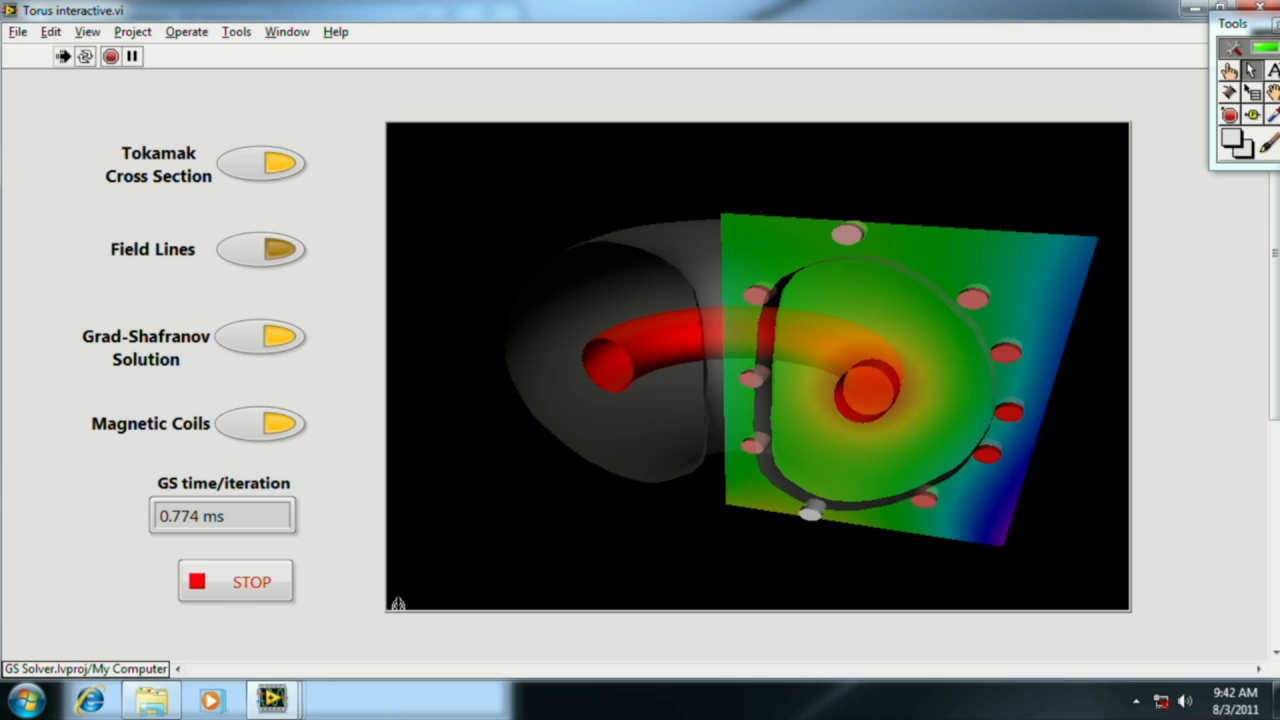 Torus interactive.vi
File Edit View Project Operate Tools Window Help
Tools
A
Tokamak
Cross Section
Field Lines
Grad-Shafranov
Solution
Magnetic Coils
GS time/iteration
0.774 ms
STOP
GS Solver.lvproj/My Computer
9:42 AM
8/3/2011